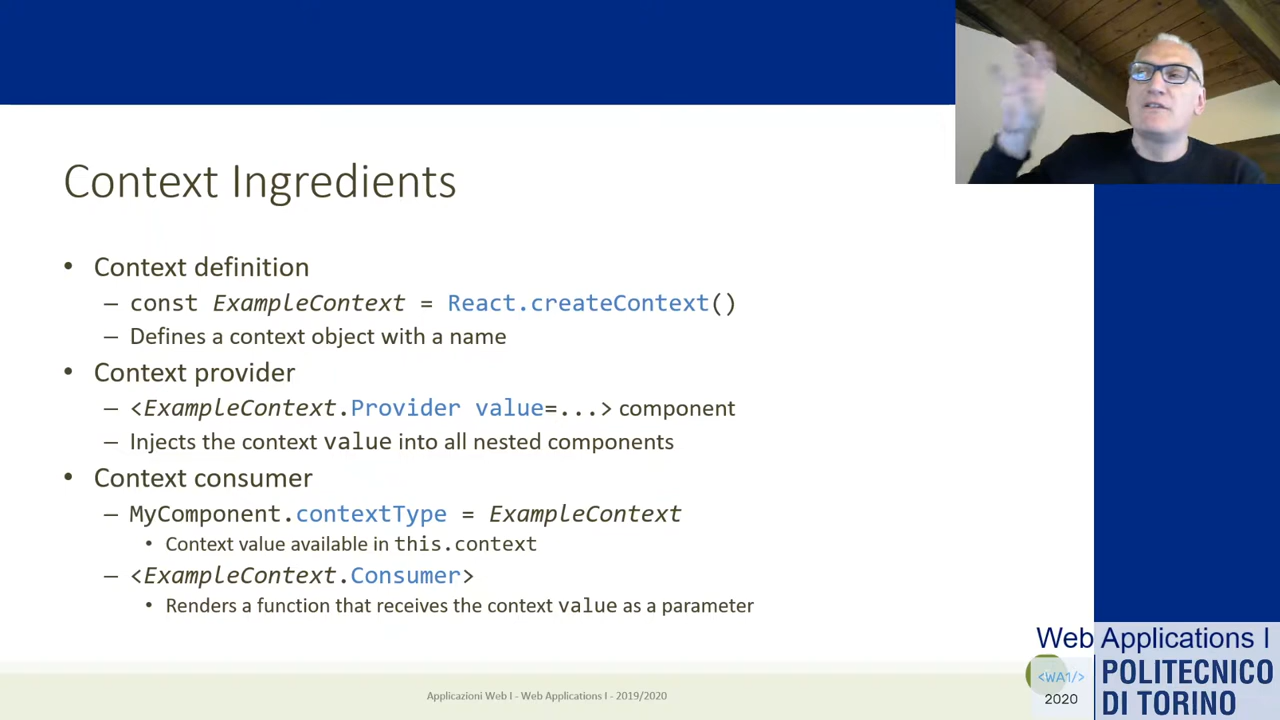 Context Ingredients
• Context definition
– const ExampleContext = React.createContext()
– Defines a context object with a name
• Context provider
– <ExampleContext.Provider value=...> component
– Injects the context value into all nested components
• Context consumer
– MyComponent.contextType = ExampleContext
• Context value available in this.context
– <ExampleContext.Consumer>
• Renders a function that receives the context value as a parameter
Applicazioni Web I - Web Applications I - 2019/2020
Web Applications I
<WA1/>
2020
POLITECNICO
DI TORINO